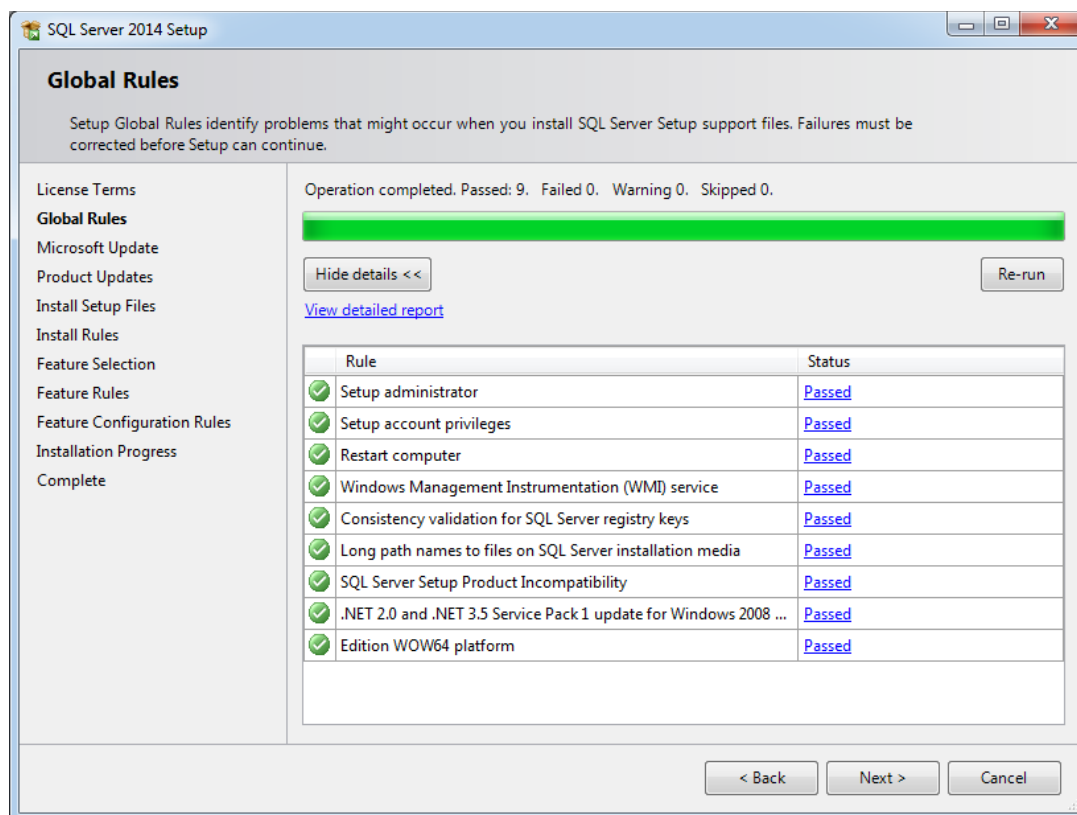 SQL Server 2014 Setup
Global Rules
Setup Global Rules identify problems that might occur when you install SQL Server Setup support files. Failures must be
corrected before Setup can continue.
License Terms
Global Rules
Microsoft Update
Product Updates
Install Setup Files
Install Rules
Feature Selection
Feature Rules
Feature Configuration Rules
Installation Progress
Complete
Operation completed. Passed: 9.   Failed 0.   Warning 0.   Skipped 0.
Hide details <<
Re-run
View detailed report
Rule Status
Setup administrator Passed
Setup account privileges Passed
Restart computer Passed
Windows Management Instrumentation (WMI) service Passed
Consistency validation for SQL Server registry keys Passed
Long path names to files on SQL Server installation media Passed
SQL Server Setup Product Incompatibility Passed
.NET 2.0 and .NET 3.5 Service Pack 1 update for Windows 2008 ... Passed
Edition WOW64 platform Passed
< Back
Next >
Cancel